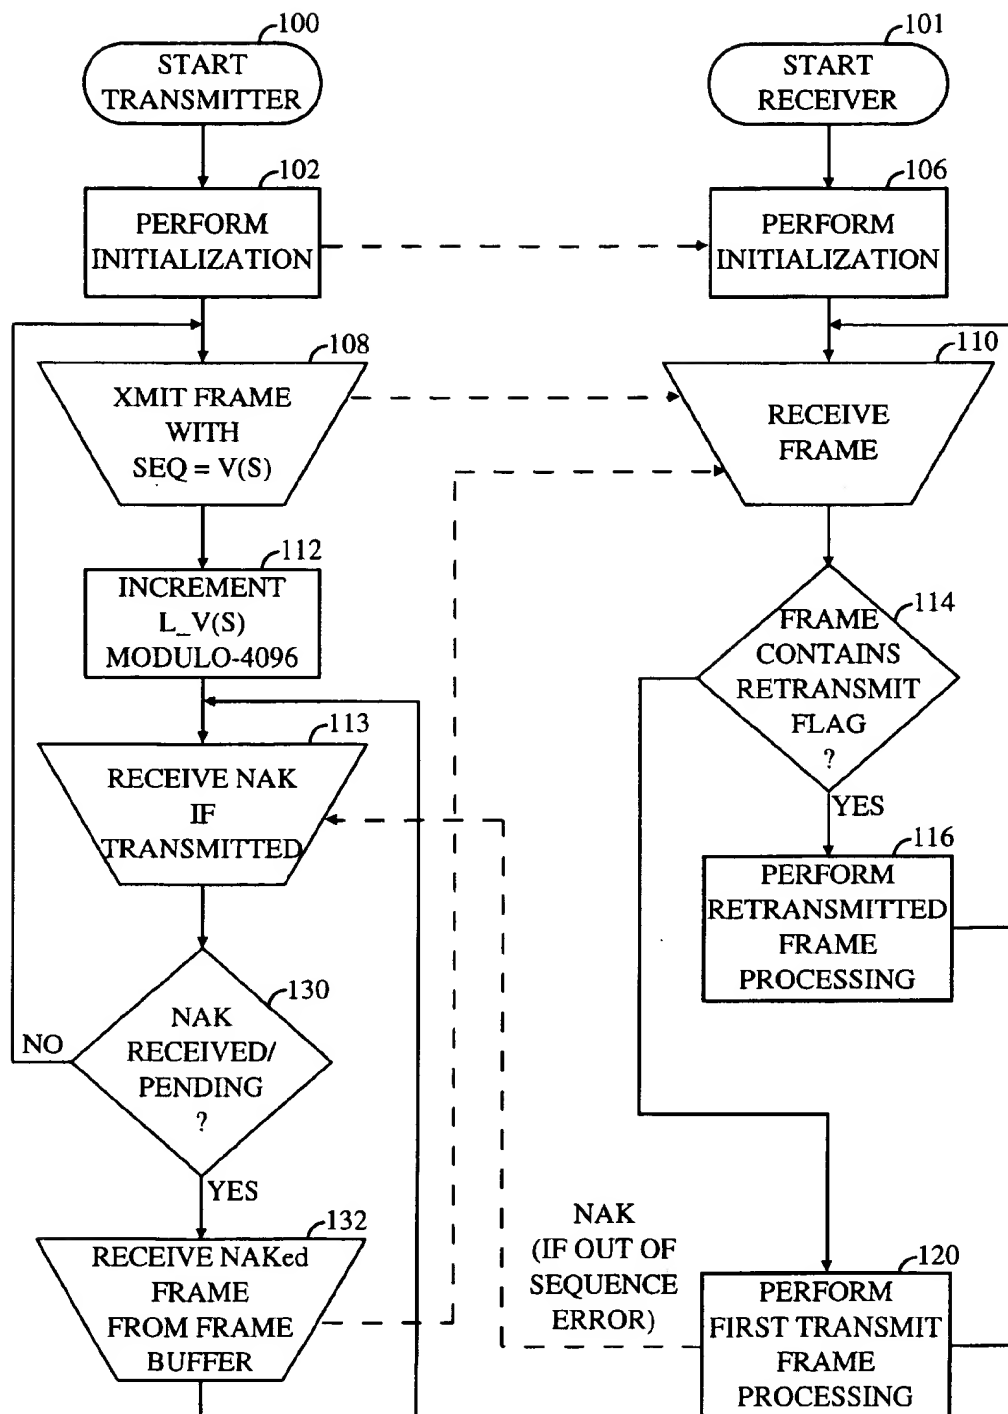 100
START
TRANSMITTER
102
PERFORM
INITIALIZATION
108
XMIT FRAME
WITH
SEQ = V(S)
112
INCREMENT
L_V(S)
MODULO-4096
113
RECEIVE NAK
IF
TRANSMITTED
130
NAK
RECEIVED/
PENDING
?
NO
YES
132
RECEIVE NAKed
FRAME
FROM FRAME
BUFFER
101
START
RECEIVER
106
PERFORM
INITIALIZATION
110
RECEIVE
FRAME
114
FRAME
CONTAINS
RETRANSMIT
FLAG
?
YES
116
PERFORM
RETRANSMITTED
FRAME
PROCESSING
NAK
(IF OUT OF
SEQUENCE
ERROR)
120
PERFORM
FIRST TRANSMIT
FRAME
PROCESSING